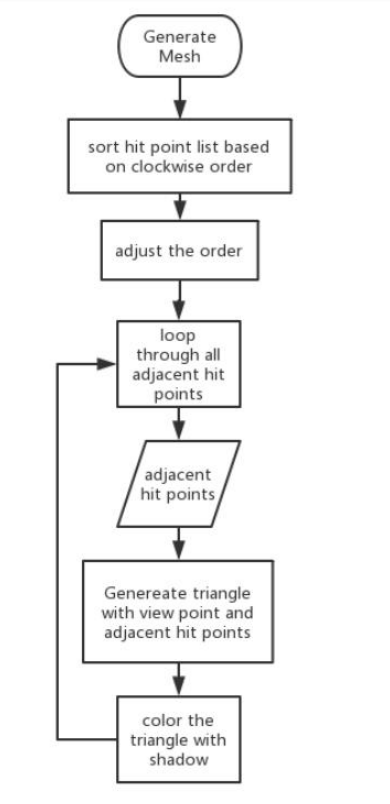 Generate
Mesh
sort hit point list based
on clockwise order
adjust the order
loop
through all
adjacent hit
points
adjacent
hit points
Genereate triangle
with view point and
adjacent hit points
color the
triangle with
shadow